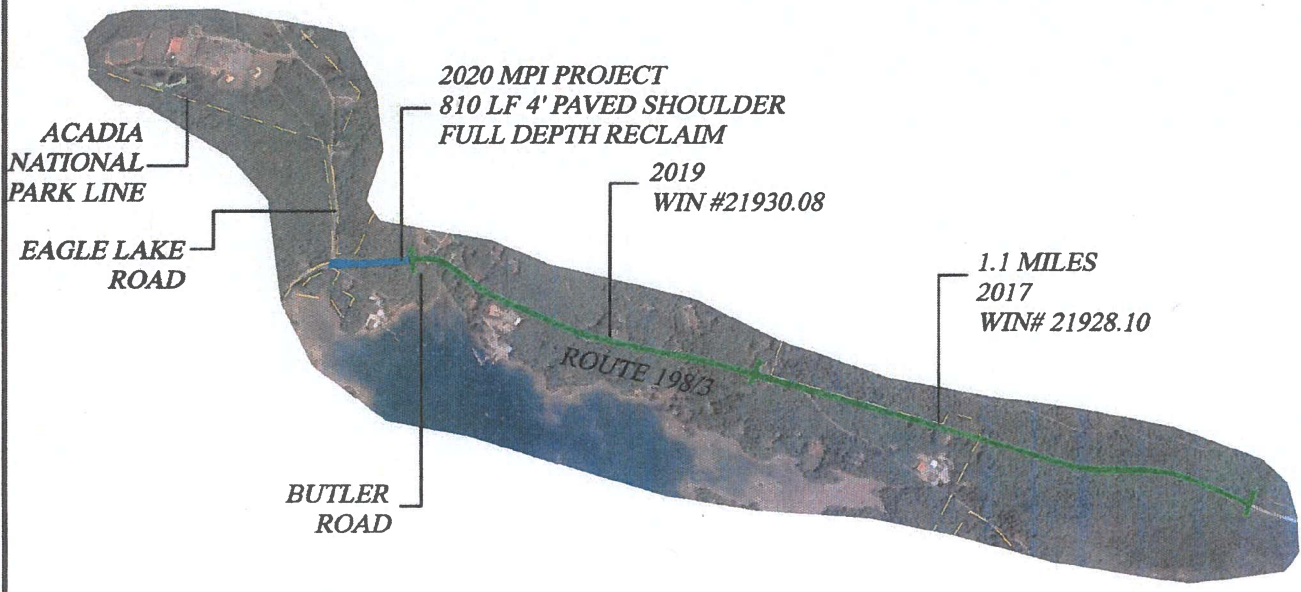 2020 MPI PROJECT
810 LF 4' PAVED SHOULDER
FULL DEPTH RECLAIM
ACADIA
NATIONAL
PARK LINE
2019
WIN #21930.08
EAGLE LAKE
ROAD
1.1 MILES
2017
WIN# 21928.10
ROUTE 198/3
BUTLER
ROAD